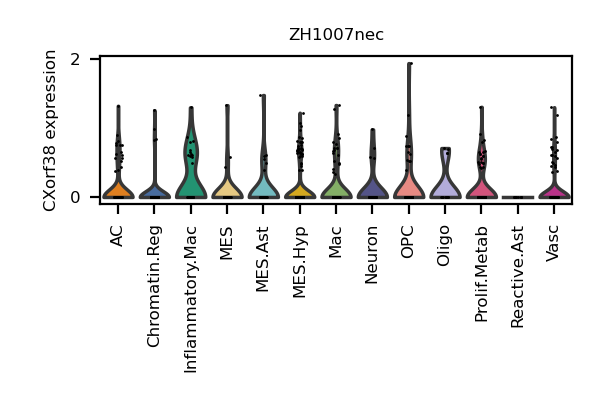 ZH1007nec
CXorf38 expression
2
0
AC
Chromatin.Reg
Inflammatory.Mac
MES
MES.Ast
MES.Hyp
Mac
Neuron
OPC
Oligo
Prolif.Metab
Reactive.Ast
Vasc